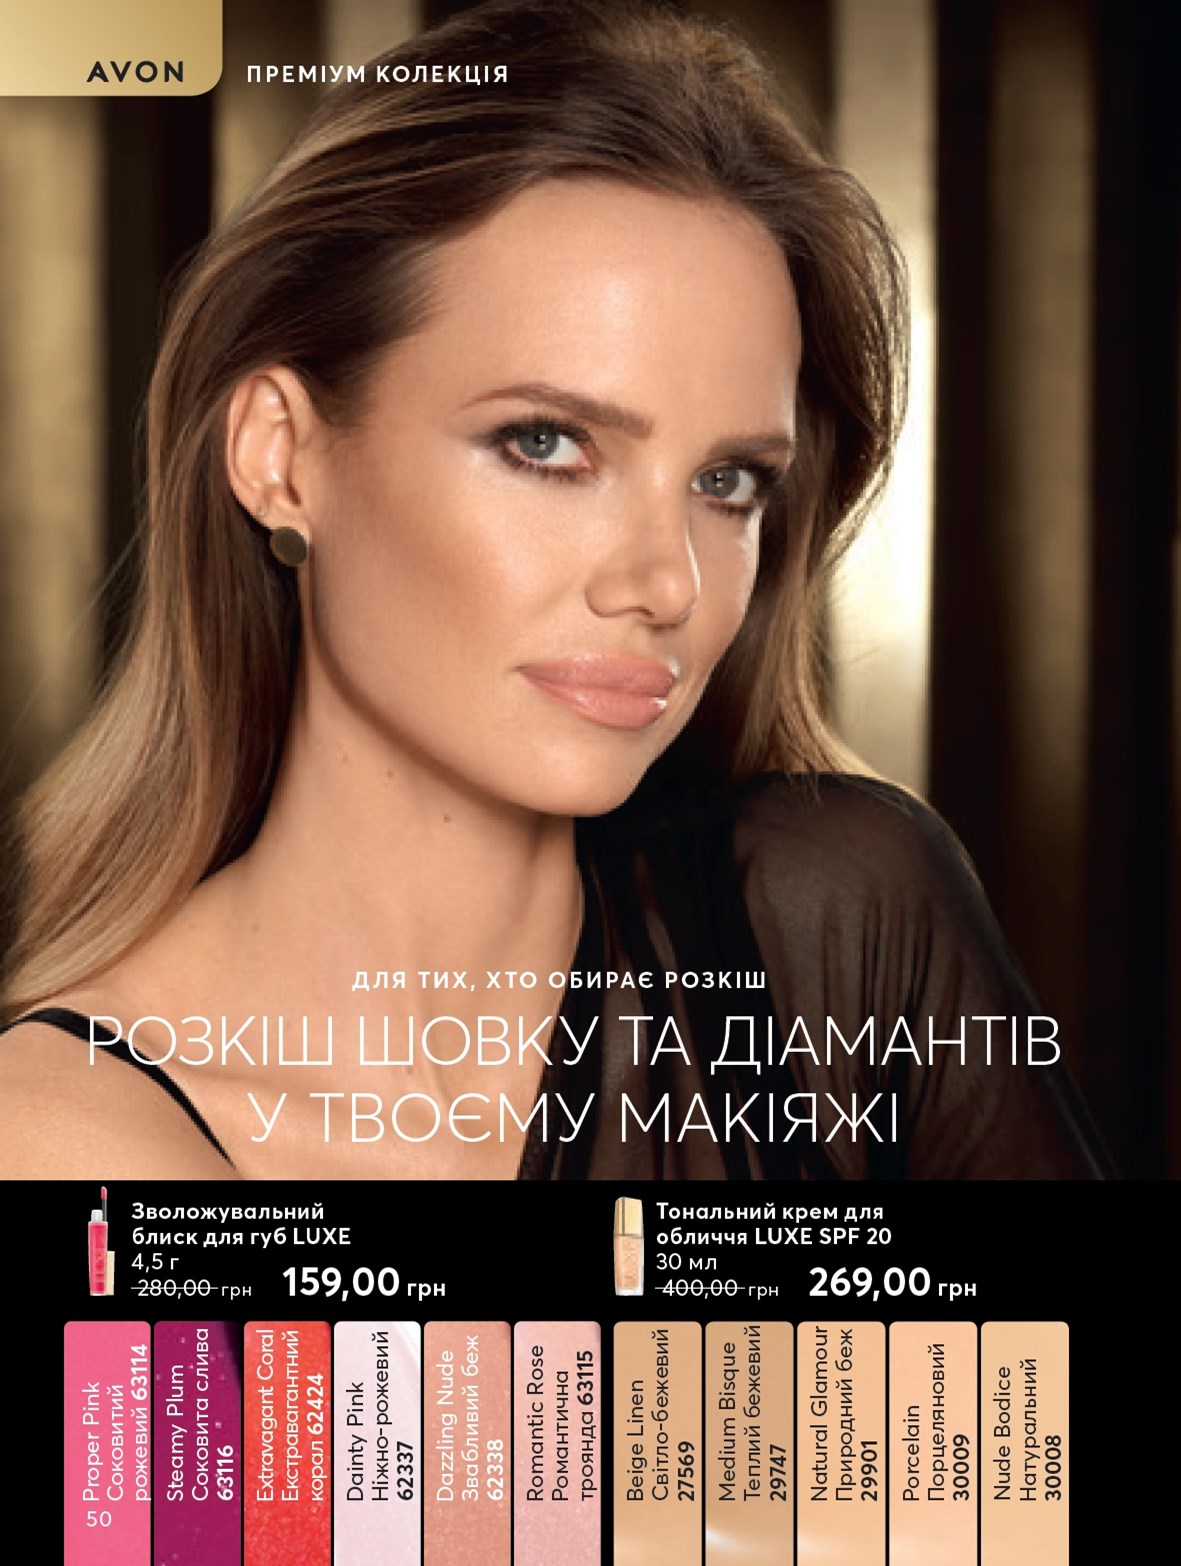 AVON
ПРЕМІУМ КОЛЕКЦІЯ
ДЛЯ ТИХ, ХТО ОБИРАЄ РОЗКІШ
РОЗКІШ ШОВКУ ТА ДІАМАНТІВ
У ТВОЄМУ МАКІЯЖІ
Зволожувальний
блиск для губ LUXE
4,5 г
280,00 грн 159,00 грн
Тональний крем для
обличчя LUXE SPF 20
30 мл
400,00 грн 269,00 грн
Proper Pink
Соковитий
рожевий 63114
Steamy Plum
Соковита слива
63116
Extravagant Coral
Екстравагантний
корал 62424
Dainty Pink
Ніжно-рожевий
62337
Dazzling Nude
Звабливий беж
62338
Romantic Rose
Романтична
троянда 63115
Beige Linen
Світло-бежевий
27569
Medium Bisque
Теплий бежевий
29747
Natural Glamour
Природний беж
29901
Porcelain
Порцеляновий
30009
Nude Bodice
Натуральний
30008
50